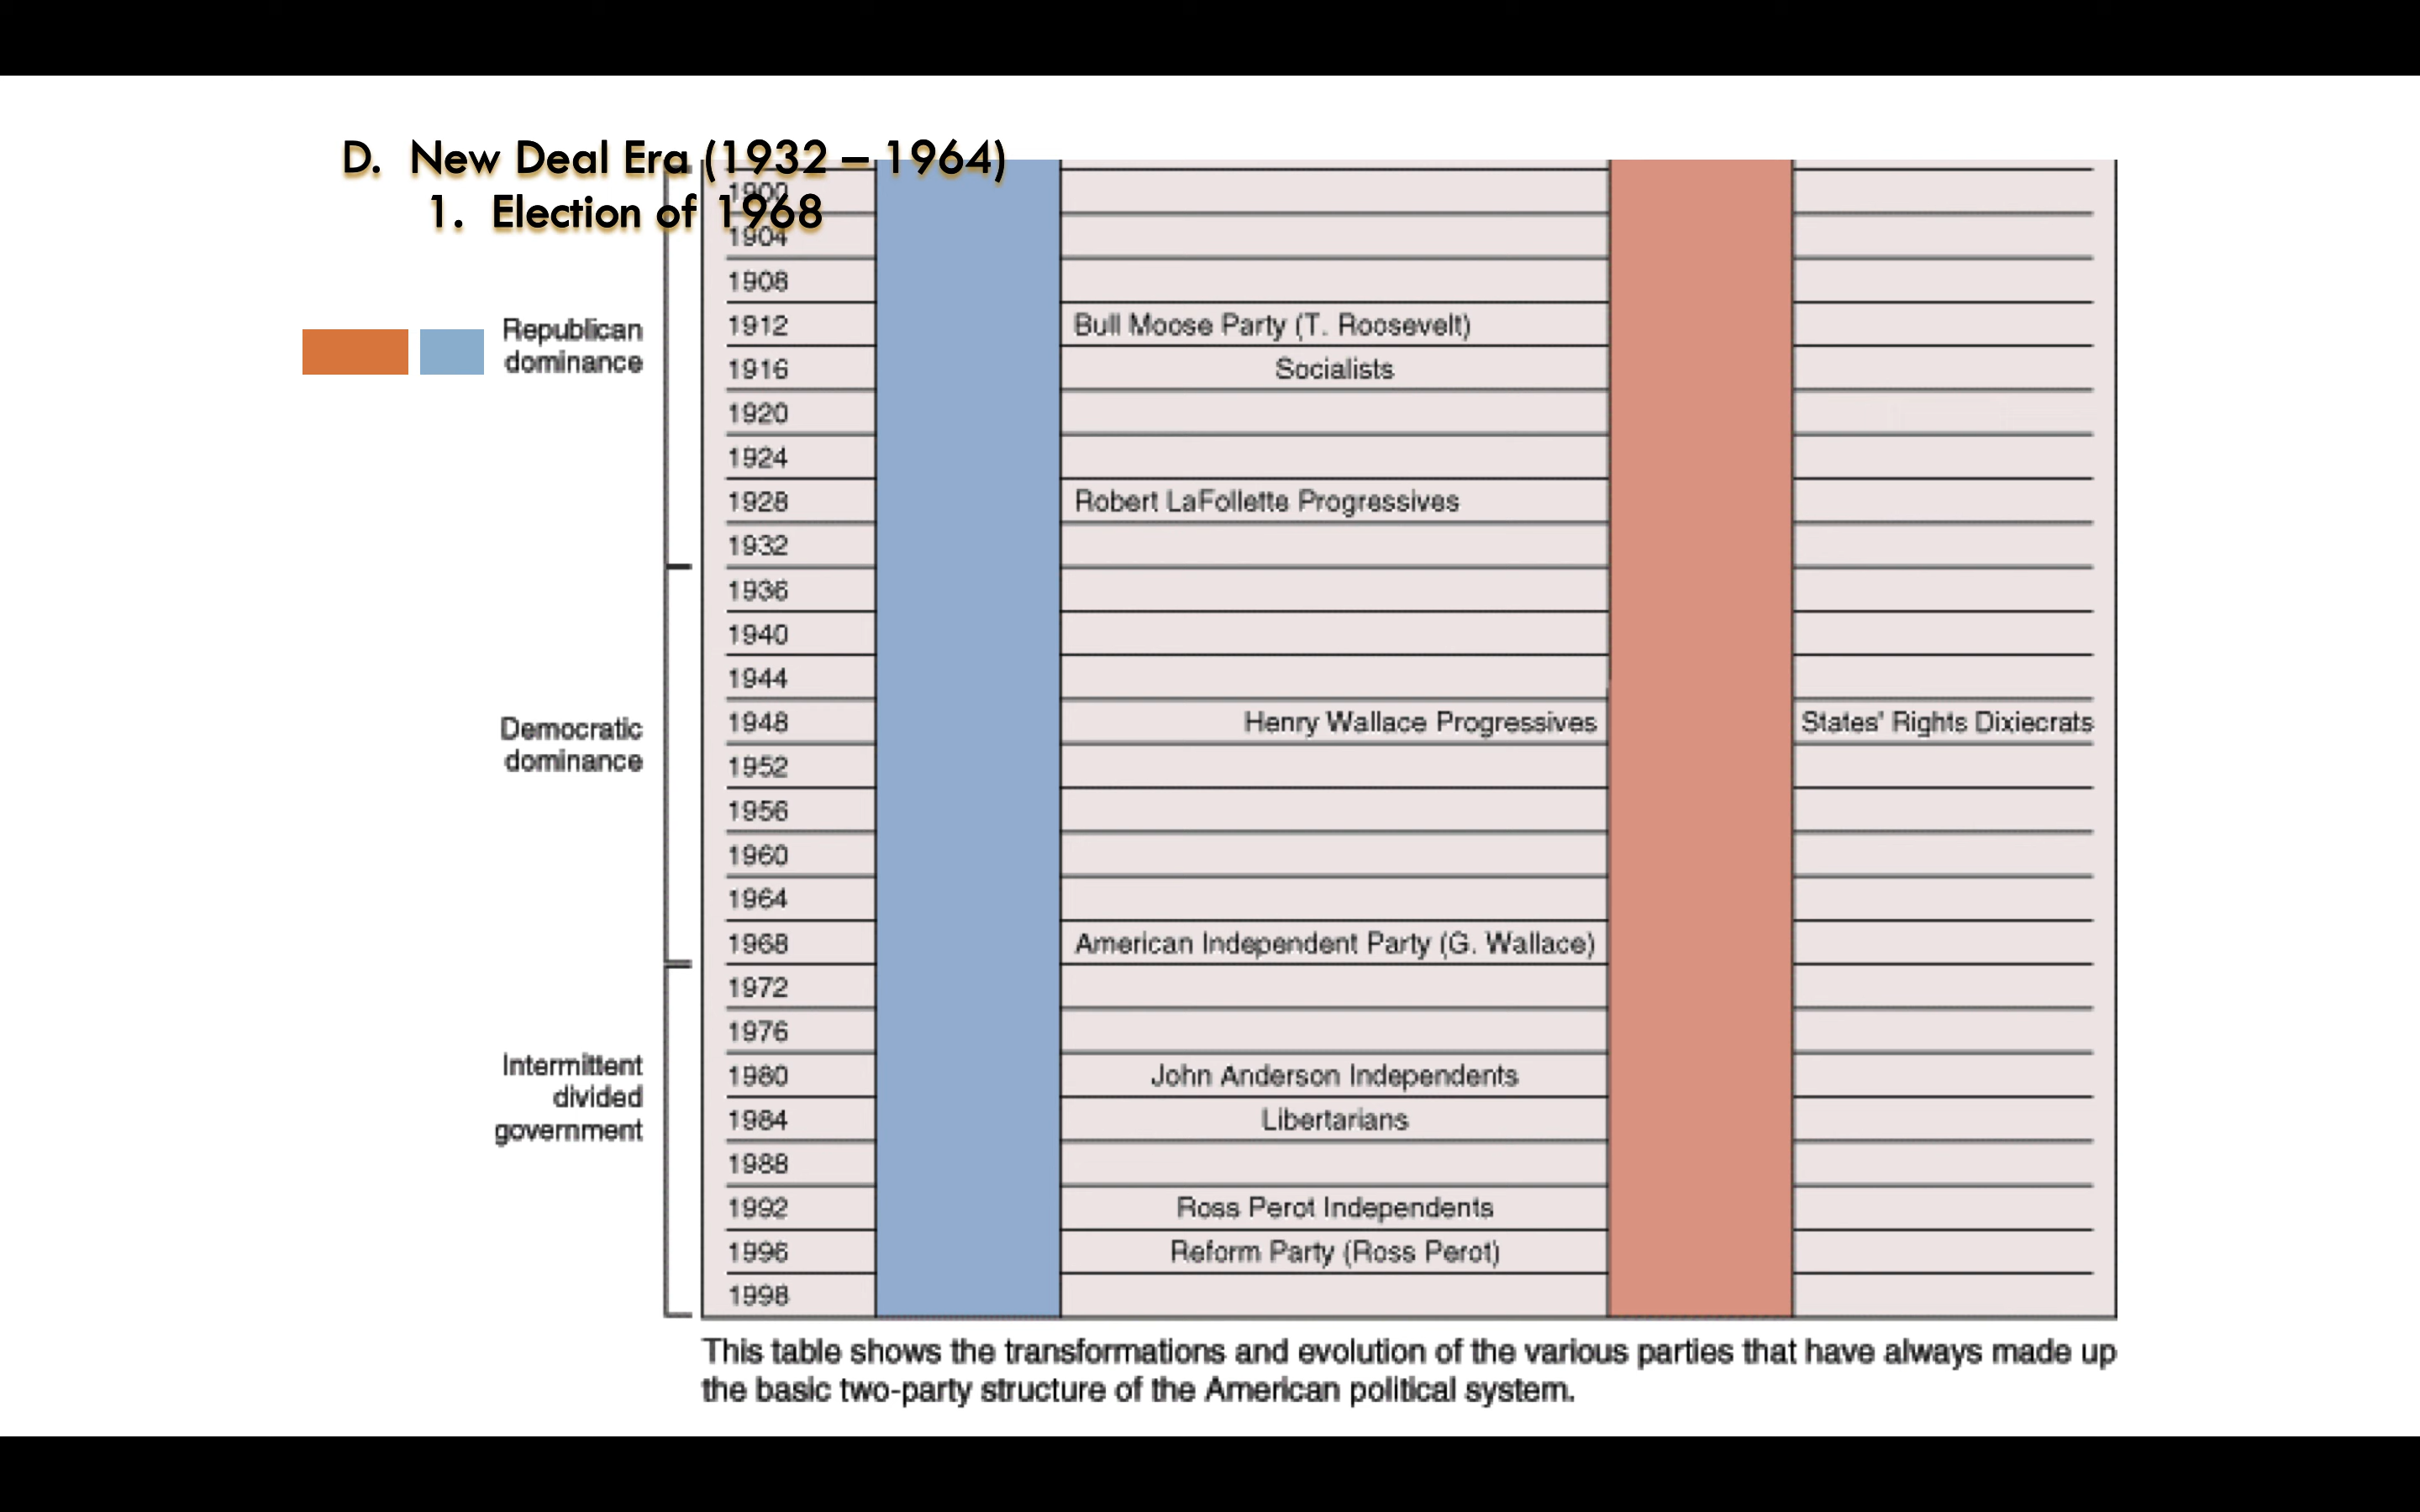 D. New Deal Era (1932 – 1964)
1. Election of 1968
1900
1904
1908
Republican
dominance
1912 Bull Moose Party (T. Roosevelt)
1916 Socialists
1920
1924
1928 Robert LaFollette Progressives
1932
1936
1940
1944
Democratic
dominance
1948 Henry Wallace Progressives States' Rights Dixiecrats
1952
1956
1960
1964
1968 American Independent Party (G. Wallace)
1972
1976
Intermittent
divided
government
1980 John Anderson Independents
1984 Libertarians
1988
1992 Ross Perot Independents
1996 Reform Party (Ross Perot)
1998
This table shows the transformations and evolution of the various parties that have always made up
the basic two-party structure of the American political system.